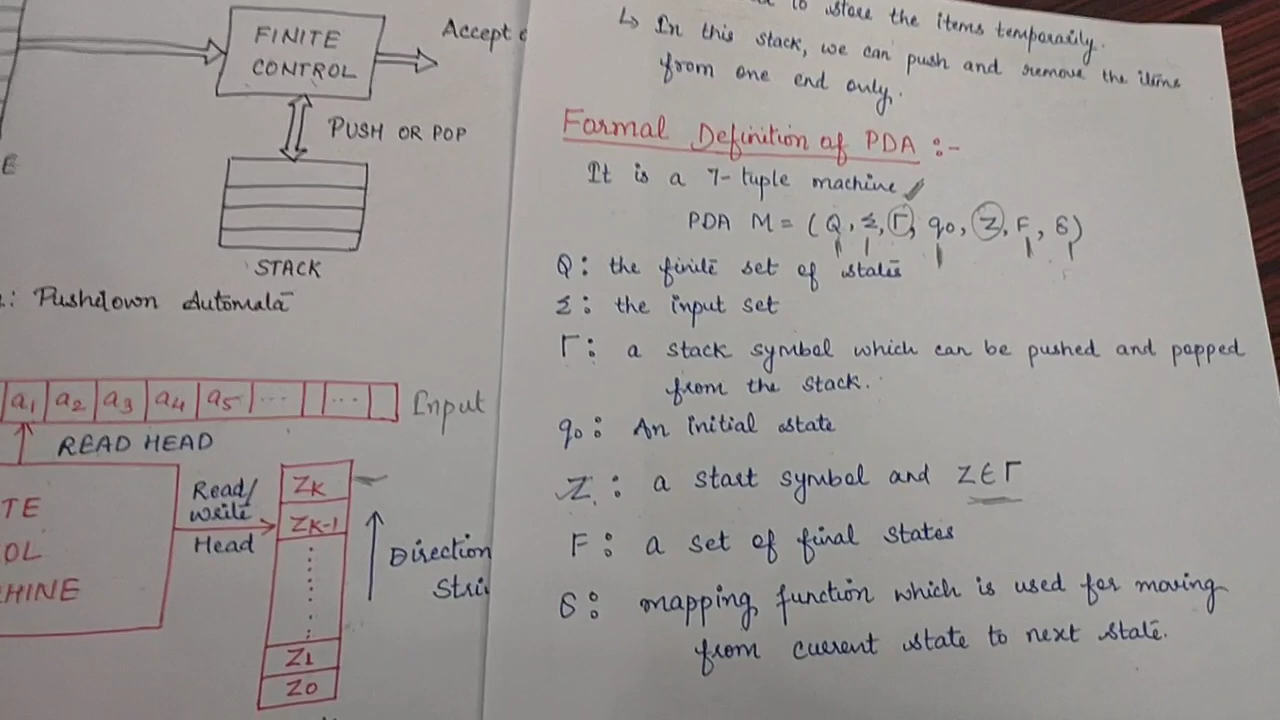 FINITE
CONTROL
Accept
PUSH OR POP
E
STACK
: Pushdown Automata
a1 a2 a3 a4 a5 ... ... Input
READ HEAD
TE
OL
HINE
Read/
Write
Head
ZK
ZK-1
Z1
Z0
Direction
Stri
to store the items temporarily.
↳ In this stack, we can push and remove the items
from one end only.
Formal Definition of PDA :-
It is a 7-tuple machine
PDA M = (Q, Σ, Γ, q0, Z, F, δ)
Q : the finite set of states
Σ : the input set
Γ : a stack symbol which can be pushed and popped
from the stack.
q0 : An initial state
Z : a start symbol and Z ∈ Γ
F : a set of final states
δ : mapping function which is used for moving
from current state to next state.